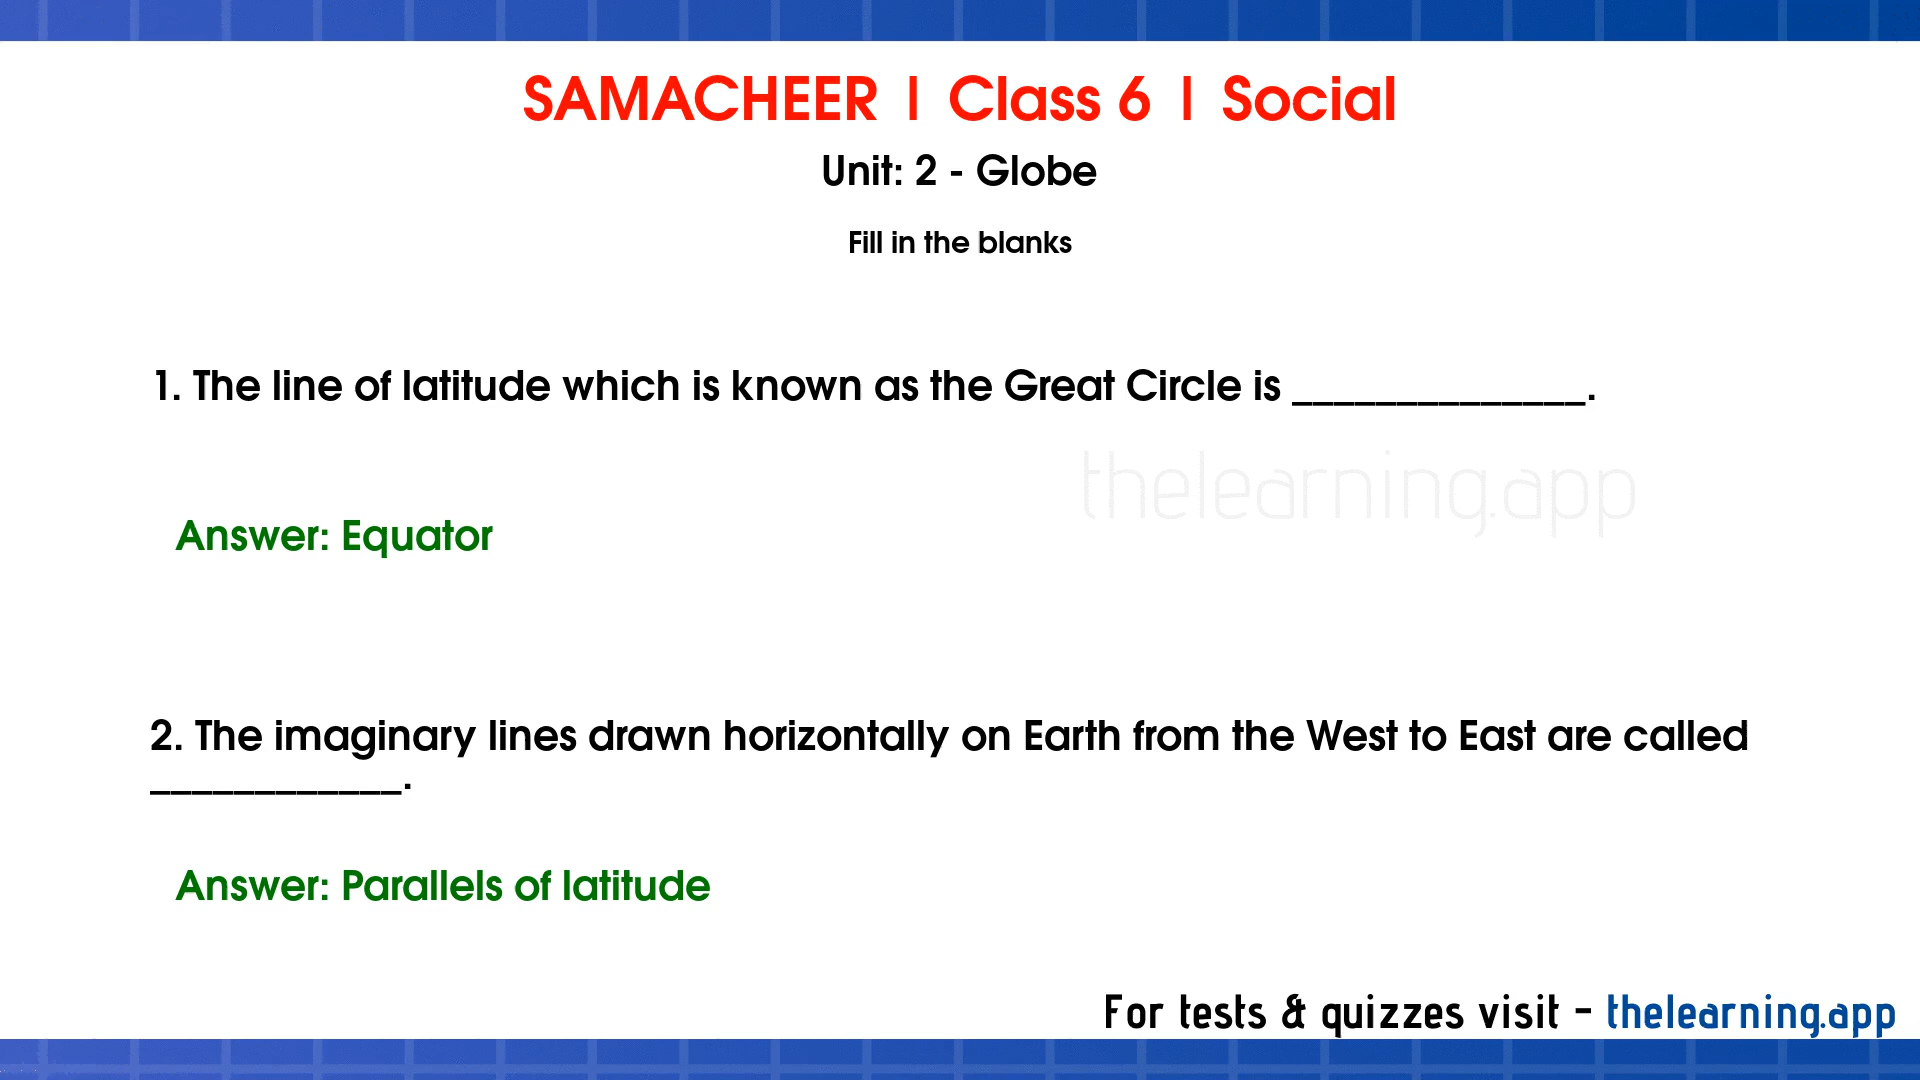 SAMACHEER | Class 6 | Social
Unit: 2 - Globe
Fill in the blanks
1. The line of latitude which is known as the Great Circle is ______________.
thelearning.app
Answer: Equator
2. The imaginary lines drawn horizontally on Earth from the West to East are called
____________.
Answer: Parallels of latitude
For tests & quizzes visit - thelearning.app